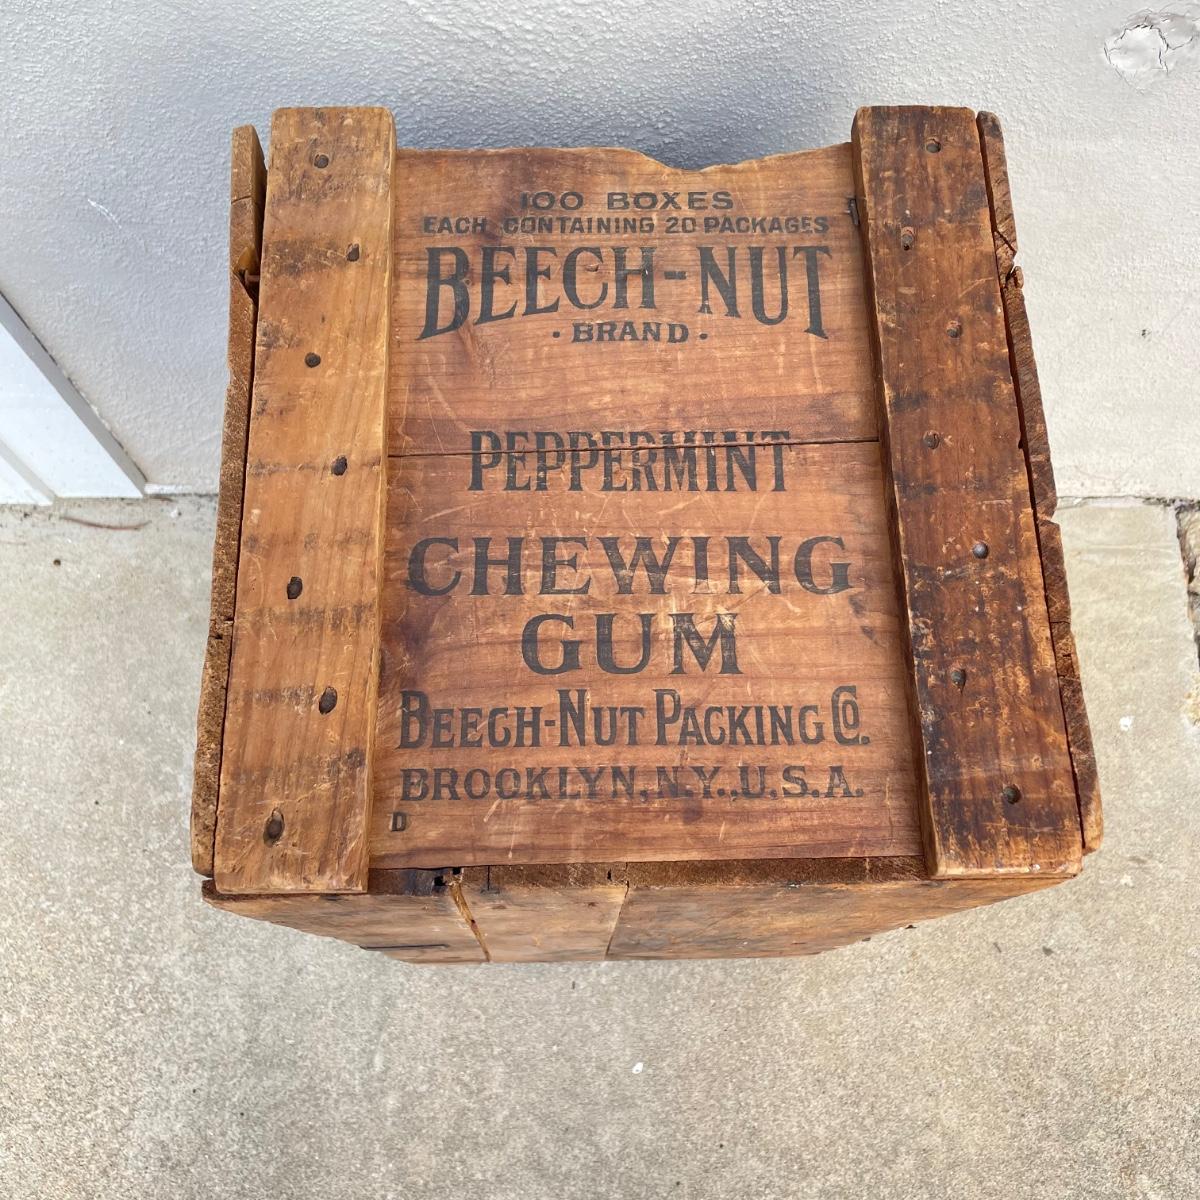 100 BOXES
EACH CONTAINING 20 PACKAGES
BEECH-NUT
· BRAND ·
PEPPERMINT
CHEWING
GUM
BEECH-NUT PACKING CO.
BROOKLYN, N.Y., U.S.A.
D